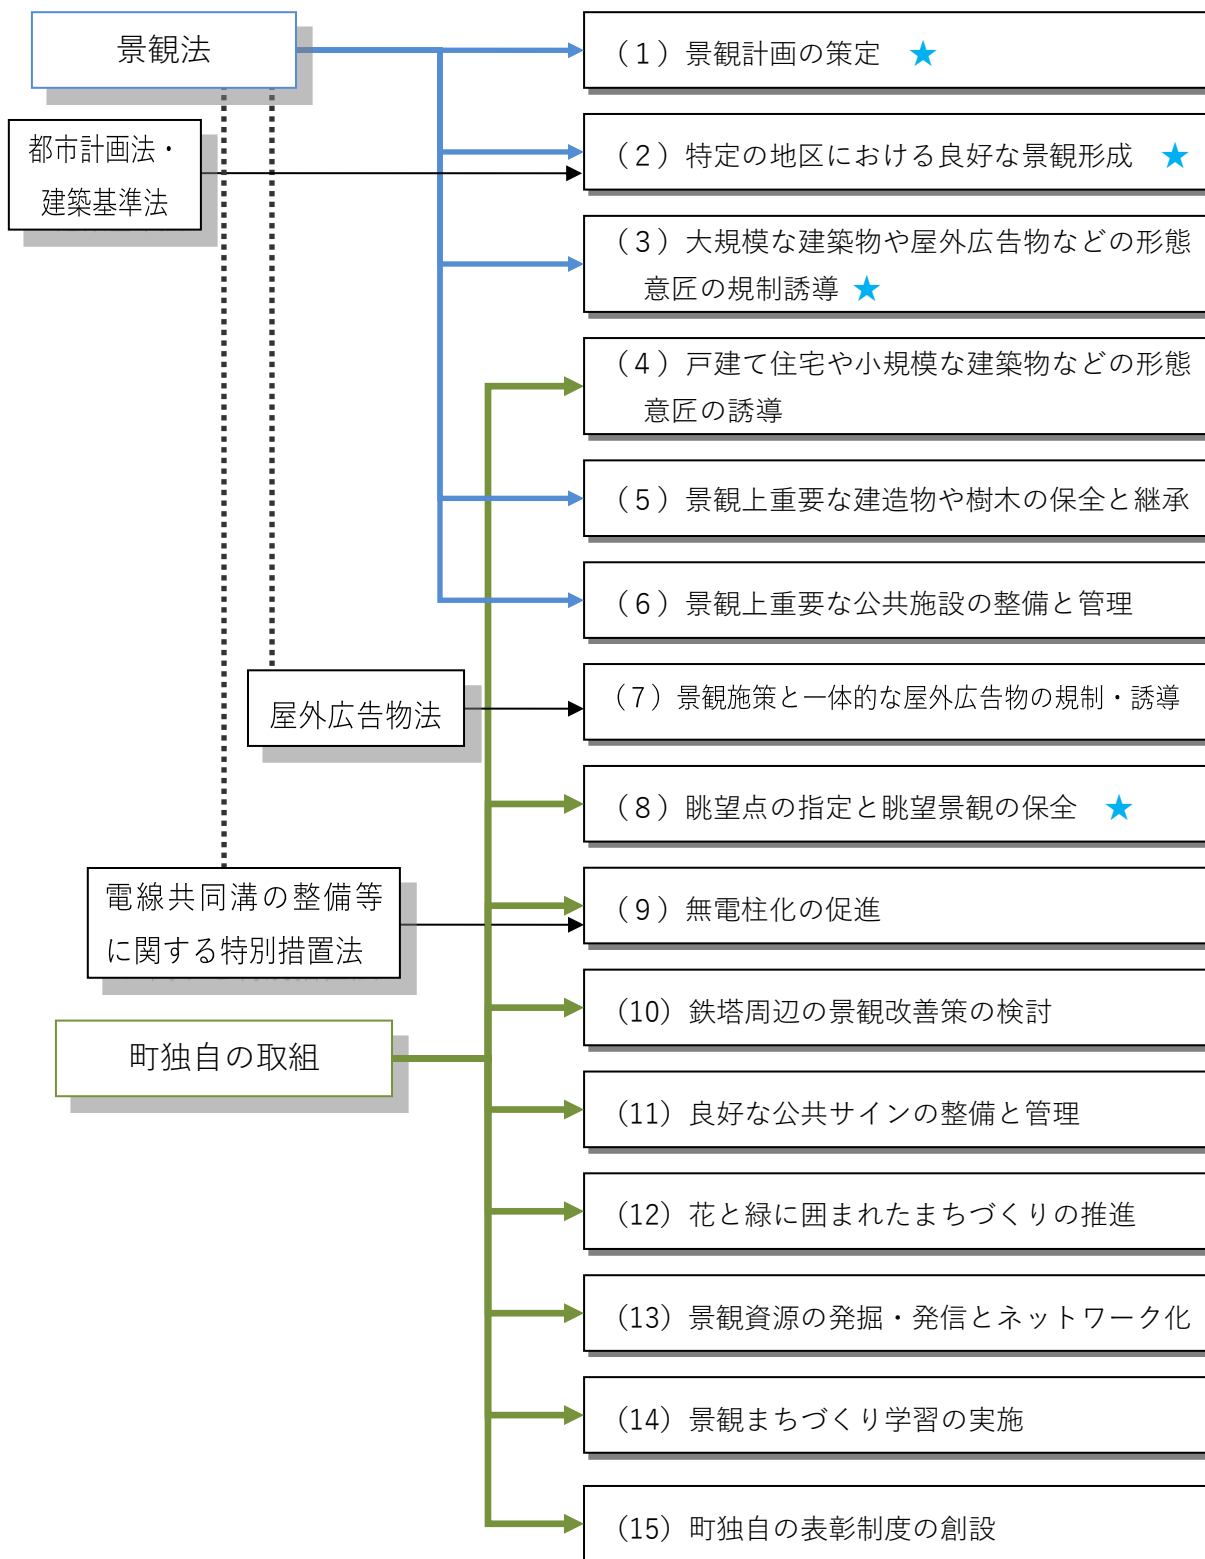 景観法
（１）景観計画の策定 ★
都市計画法・
建築基準法
（２）特定の地区における良好な景観形成 ★
（３）大規模な建築物や屋外広告物などの形態
意匠の規制誘導 ★
（４）戸建て住宅や小規模な建築物などの形態
意匠の誘導
（５）景観上重要な建造物や樹木の保全と継承
（６）景観上重要な公共施設の整備と管理
屋外広告物法
（７）景観施策と一体的な屋外広告物の規制・誘導
（８）眺望点の指定と眺望景観の保全 ★
電線共同溝の整備等
に関する特別措置法
（９）無電柱化の促進
（10）鉄塔周辺の景観改善策の検討
町独自の取組
（11）良好な公共サインの整備と管理
（12）花と緑に囲まれたまちづくりの推進
（13）景観資源の発掘・発信とネットワーク化
（14）景観まちづくり学習の実施
（15）町独自の表彰制度の創設